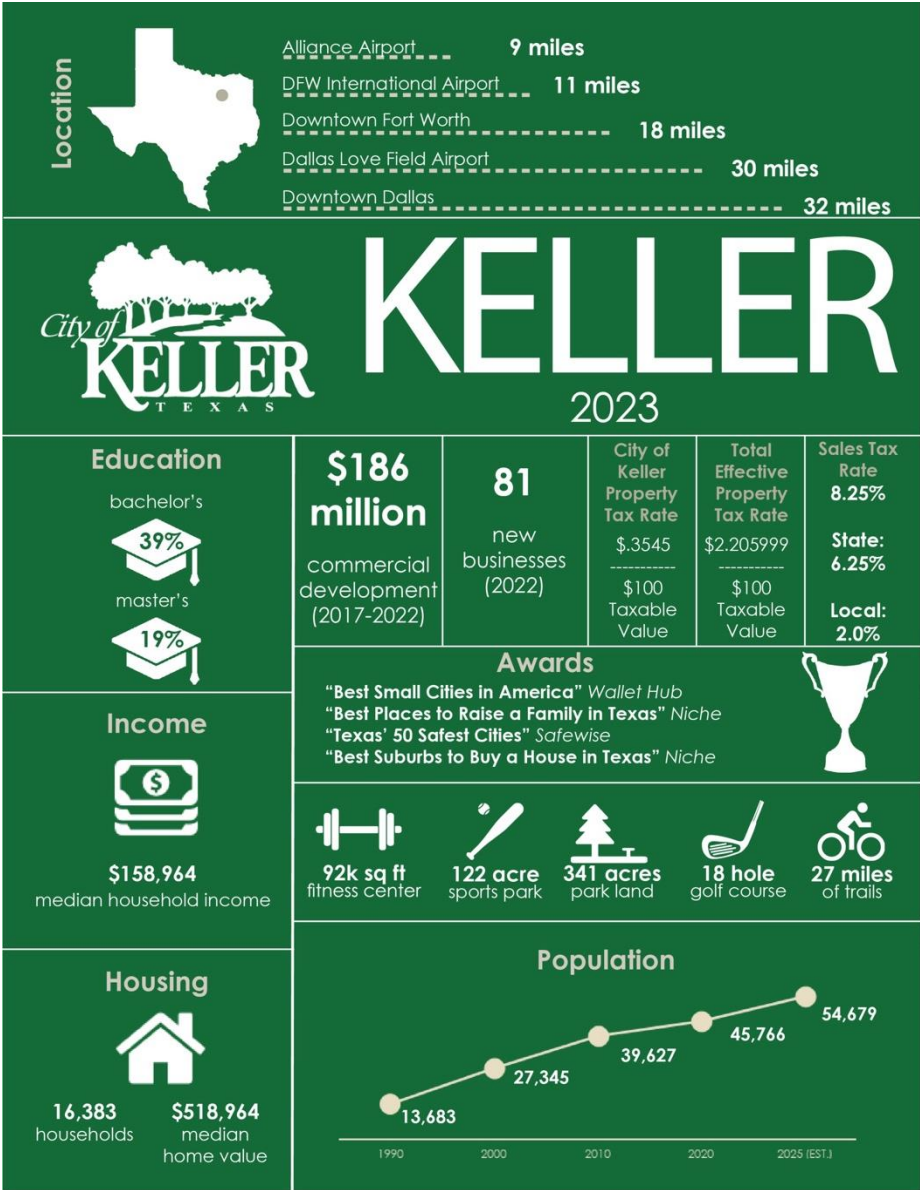 Location
Alliance Airport 9 miles
DFW International Airport 11 miles
Downtown Fort Worth 18 miles
Dallas Love Field Airport 30 miles
Downtown Dallas 32 miles
City of
KELLER
TEXAS
KELLER
2023
Education
bachelor's
39%
master's
19%
Income
$
$158,964
median household income
Housing
16,383
households
$518,964
median
home value
$186
million
commercial
development
(2017-2022)
81
new
businesses
(2022)
City of
Keller
Property
Tax Rate
$.3545
-----------
$100
Taxable
Value
Total
Effective
Property
Tax Rate
$2.205999
-----------
$100
Taxable
Value
Sales Tax
Rate
8.25%
State:
6.25%
Local:
2.0%
Awards
“Best Small Cities in America” Wallet Hub
“Best Places to Raise a Family in Texas” Niche
“Texas' 50 Safest Cities” Safewise
“Best Suburbs to Buy a House in Texas” Niche
92k sq ft
fitness center
122 acre
sports park
341 acres
park land
18 hole
golf course
27 miles
of trails
Population
13,683
27,345
39,627
45,766
54,679
1990 2000 2010 2020 2025 (EST.)